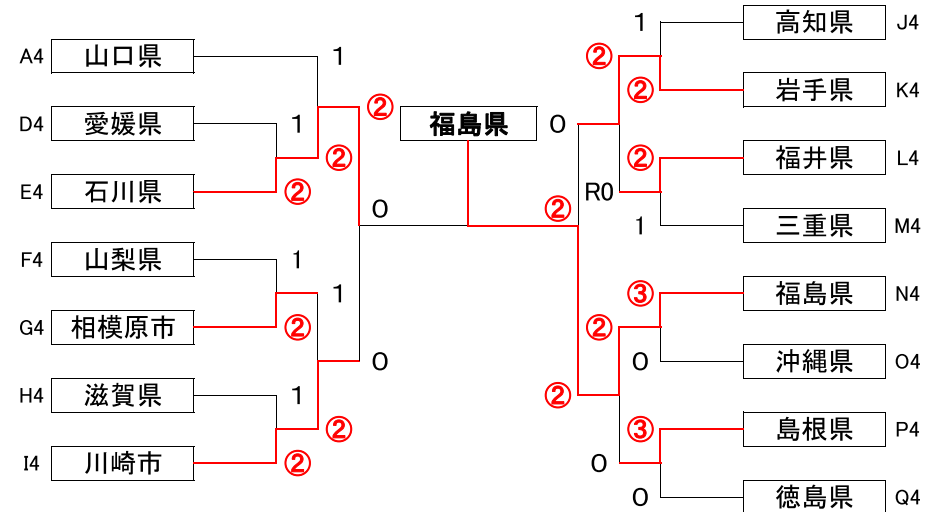 A4 山口県 1
D4 愛媛県 1
② ②
E4 石川県 ②
0
F4 山梨県 1
1
G4 相模原市 ②
0
H4 滋賀県 1
②
I4 川崎市 ②
福島県
②
1 高知県 J4
②
② 岩手県 K4
0
② 福井県 L4
R0
1 三重県 M4
③ 福島県 N4
②
0 沖縄県 O4
②
③ 島根県 P4
0
0 徳島県 Q4